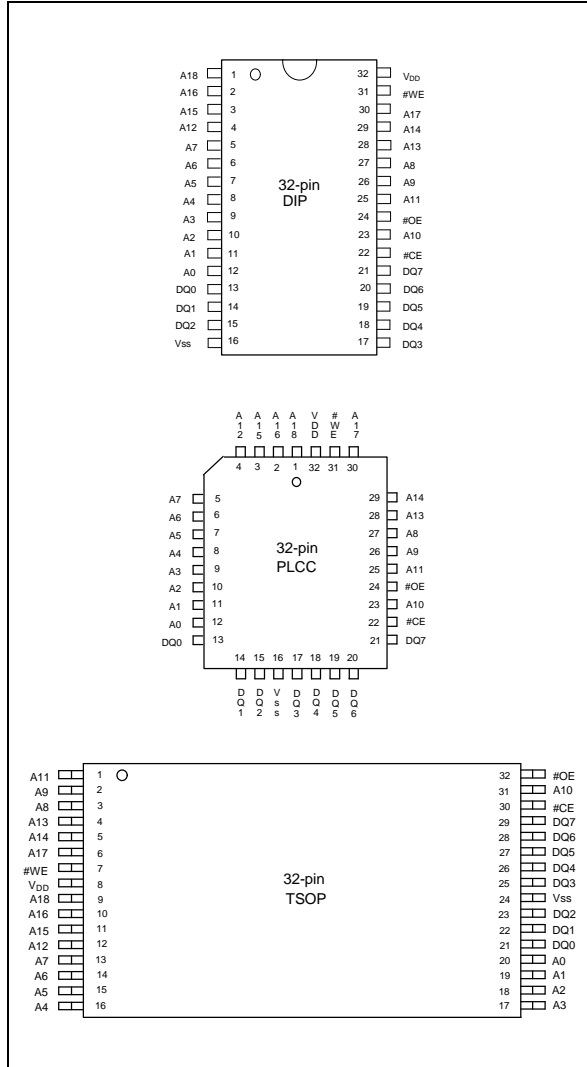 A18 1 32 VDD
A16 2 31 #WE
A15 3 30 A17
A12 4 29 A14
A7 5 28 A13
A6 6 27 A8
A5 7 26 A9
A4 8 25 A11
A3 9 24 #OE
A2 10 23 A10
A1 11 22 #CE
A0 12 21 DQ7
DQ0 13 20 DQ6
DQ1 14 19 DQ5
DQ2 15 18 DQ4
Vss 16 17 DQ3
32-pin
DIP
A12 A15 A16 A18 VDD #WE A17
4 3 2 1 32 31 30
A7 5 29 A14
A6 6 28 A13
A5 7 27 A8
A4 8 26 A9
A3 9 25 A11
A2 10 24 #OE
A1 11 23 A10
A0 12 22 #CE
DQ0 13 21 DQ7
32-pin
PLCC
14 15 16 17 18 19 20
DQ1 DQ2 Vss DQ3 DQ4 DQ5 DQ6
A11 1 32 #OE
A9 2 31 A10
A8 3 30 #CE
A13 4 29 DQ7
A14 5 28 DQ6
A17 6 27 DQ5
#WE 7 26 DQ4
VDD 8 25 DQ3
A18 9 24 Vss
A16 10 23 DQ2
A15 11 22 DQ1
A12 12 21 DQ0
A7 13 20 A0
A6 14 19 A1
A5 15 18 A2
A4 16 17 A3
32-pin
TSOP